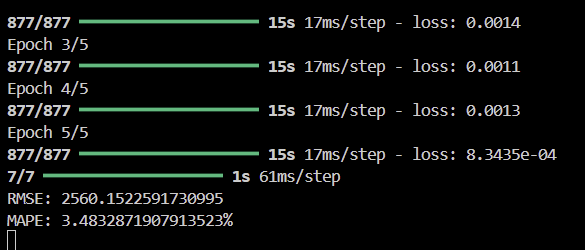 877/877 ━━━━━━━━━━━━━━━━━━━━ 15s 17ms/step - loss: 0.0014
Epoch 3/5
877/877 ━━━━━━━━━━━━━━━━━━━━ 15s 17ms/step - loss: 0.0011
Epoch 4/5
877/877 ━━━━━━━━━━━━━━━━━━━━ 15s 17ms/step - loss: 0.0013
Epoch 5/5
877/877 ━━━━━━━━━━━━━━━━━━━━ 15s 17ms/step - loss: 8.3435e-04
7/7 ━━━━━━━━━━━━━━━━━━━━ 1s 61ms/step
RMSE: 2560.1522591730995
MAPE: 3.4832871907913523%